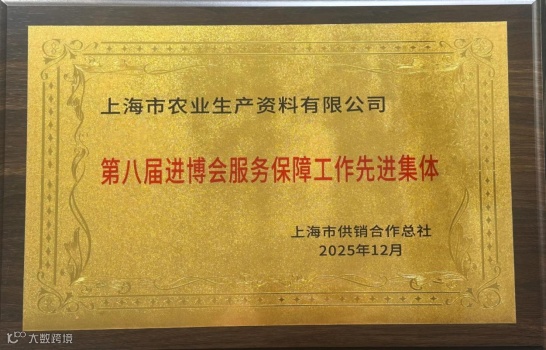 上海市农业生产资料有限公司
第八届进博会服务保障工作先进集体
上海市供销合作总社
2025年12月
大数跨境